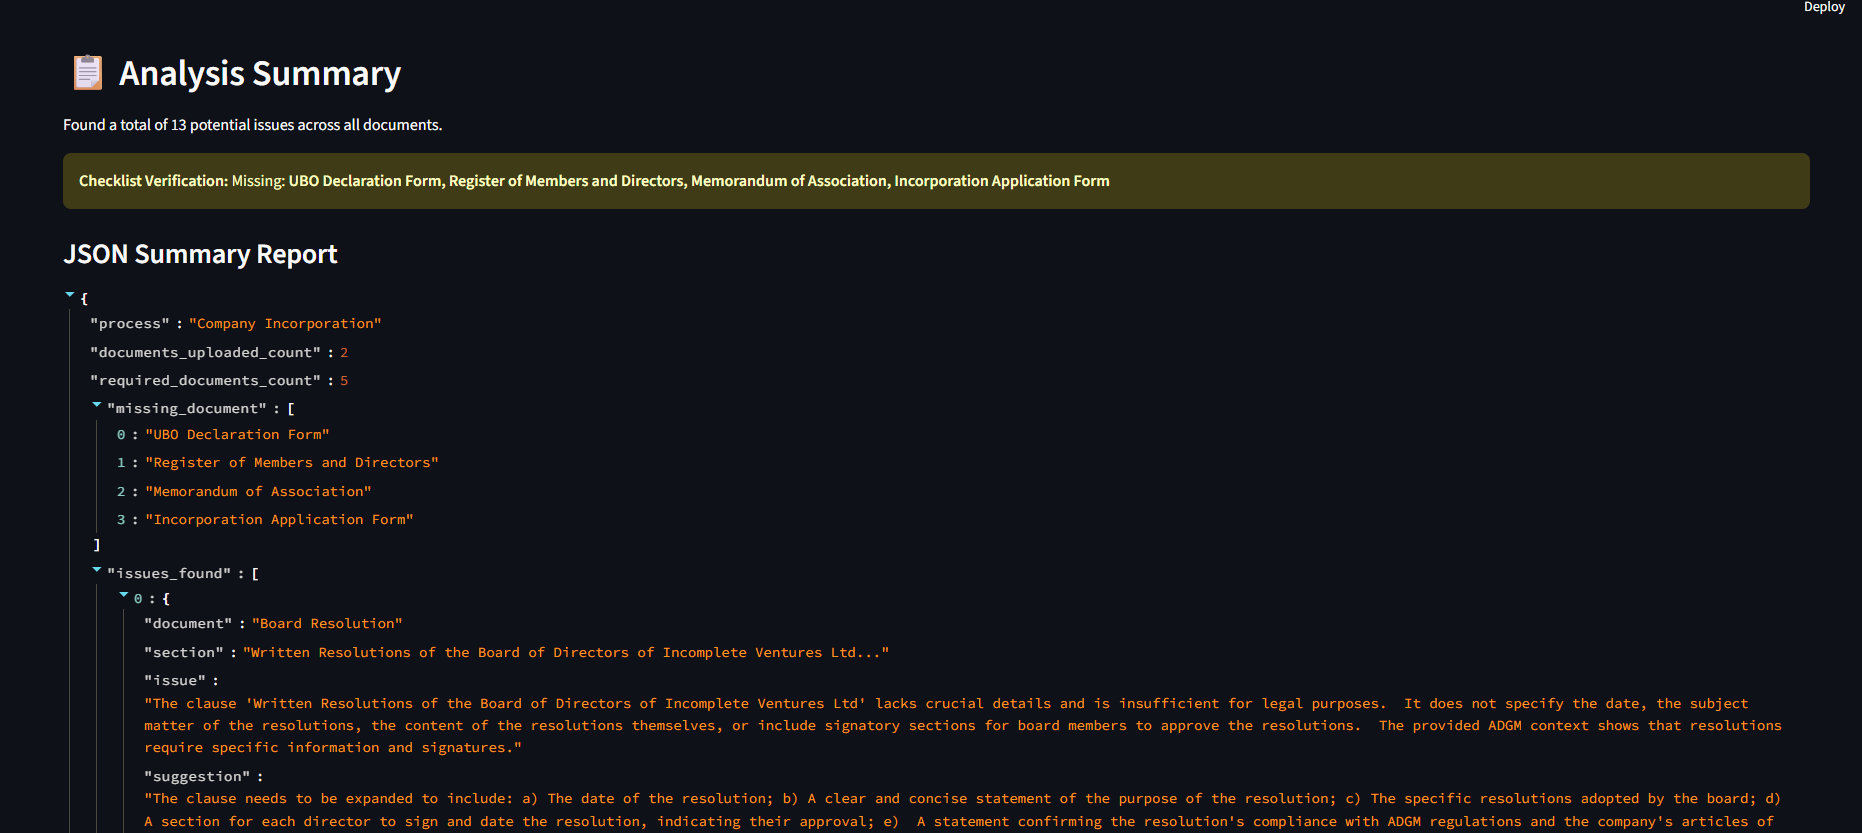 Deploy
Analysis Summary
Found a total of 13 potential issues across all documents.
Checklist Verification: Missing: UBO Declaration Form, Register of Members and Directors, Memorandum of Association, Incorporation Application Form
JSON Summary Report
{
"process" : "Company Incorporation"
"documents_uploaded_count" : 2
"required_documents_count" : 5
"missing_document" : [
0 : "UBO Declaration Form"
1 : "Register of Members and Directors"
2 : "Memorandum of Association"
3 : "Incorporation Application Form"
]
"issues_found" : [
0 : {
"document" : "Board Resolution"
"section" : "Written Resolutions of the Board of Directors of Incomplete Ventures Ltd..."
"issue" :
"The clause 'Written Resolutions of the Board of Directors of Incomplete Ventures Ltd' lacks crucial details and is insufficient for legal purposes.  It does not specify the date, the subject
matter of the resolutions, the content of the resolutions themselves, or include signatory sections for board members to approve the resolutions.  The provided ADGM context shows that resolutions
require specific information and signatures."
"suggestion" :
"The clause needs to be expanded to include: a) The date of the resolution; b) A clear and concise statement of the purpose of the resolution; c) The specific resolutions adopted by the board; d)
A section for each director to sign and date the resolution, indicating their approval; e)  A statement confirming the resolution's compliance with ADGM regulations and the company's articles of